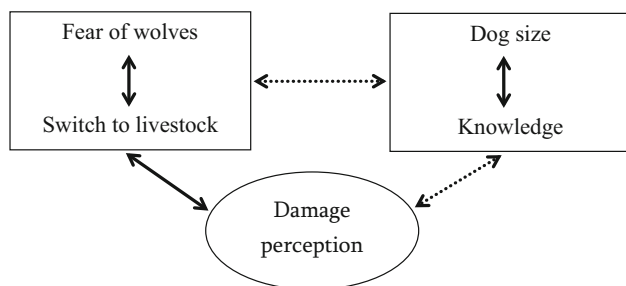 Fear of wolves
Switch to livestock
Dog size
Knowledge
Damage
perception